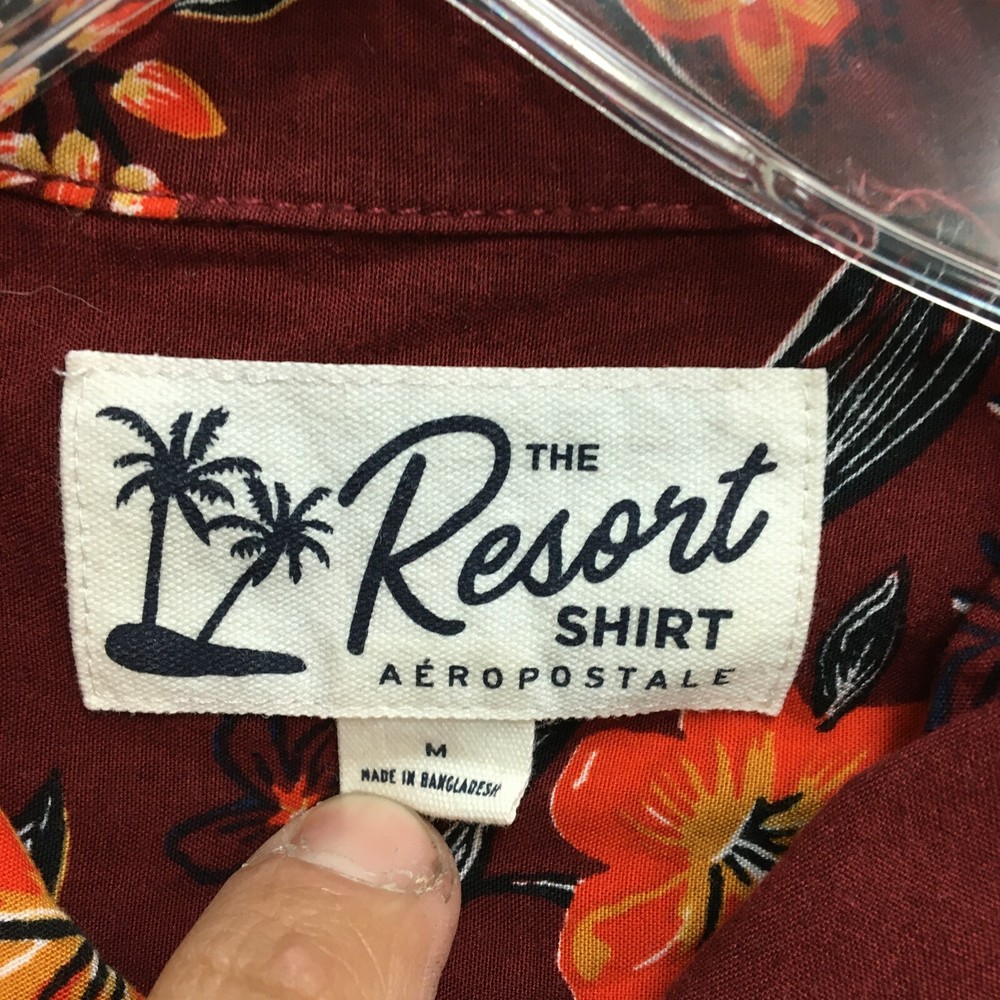 THE
Resort
SHIRT
AÉROPOSTALE
M
MADE IN BANGLADESH